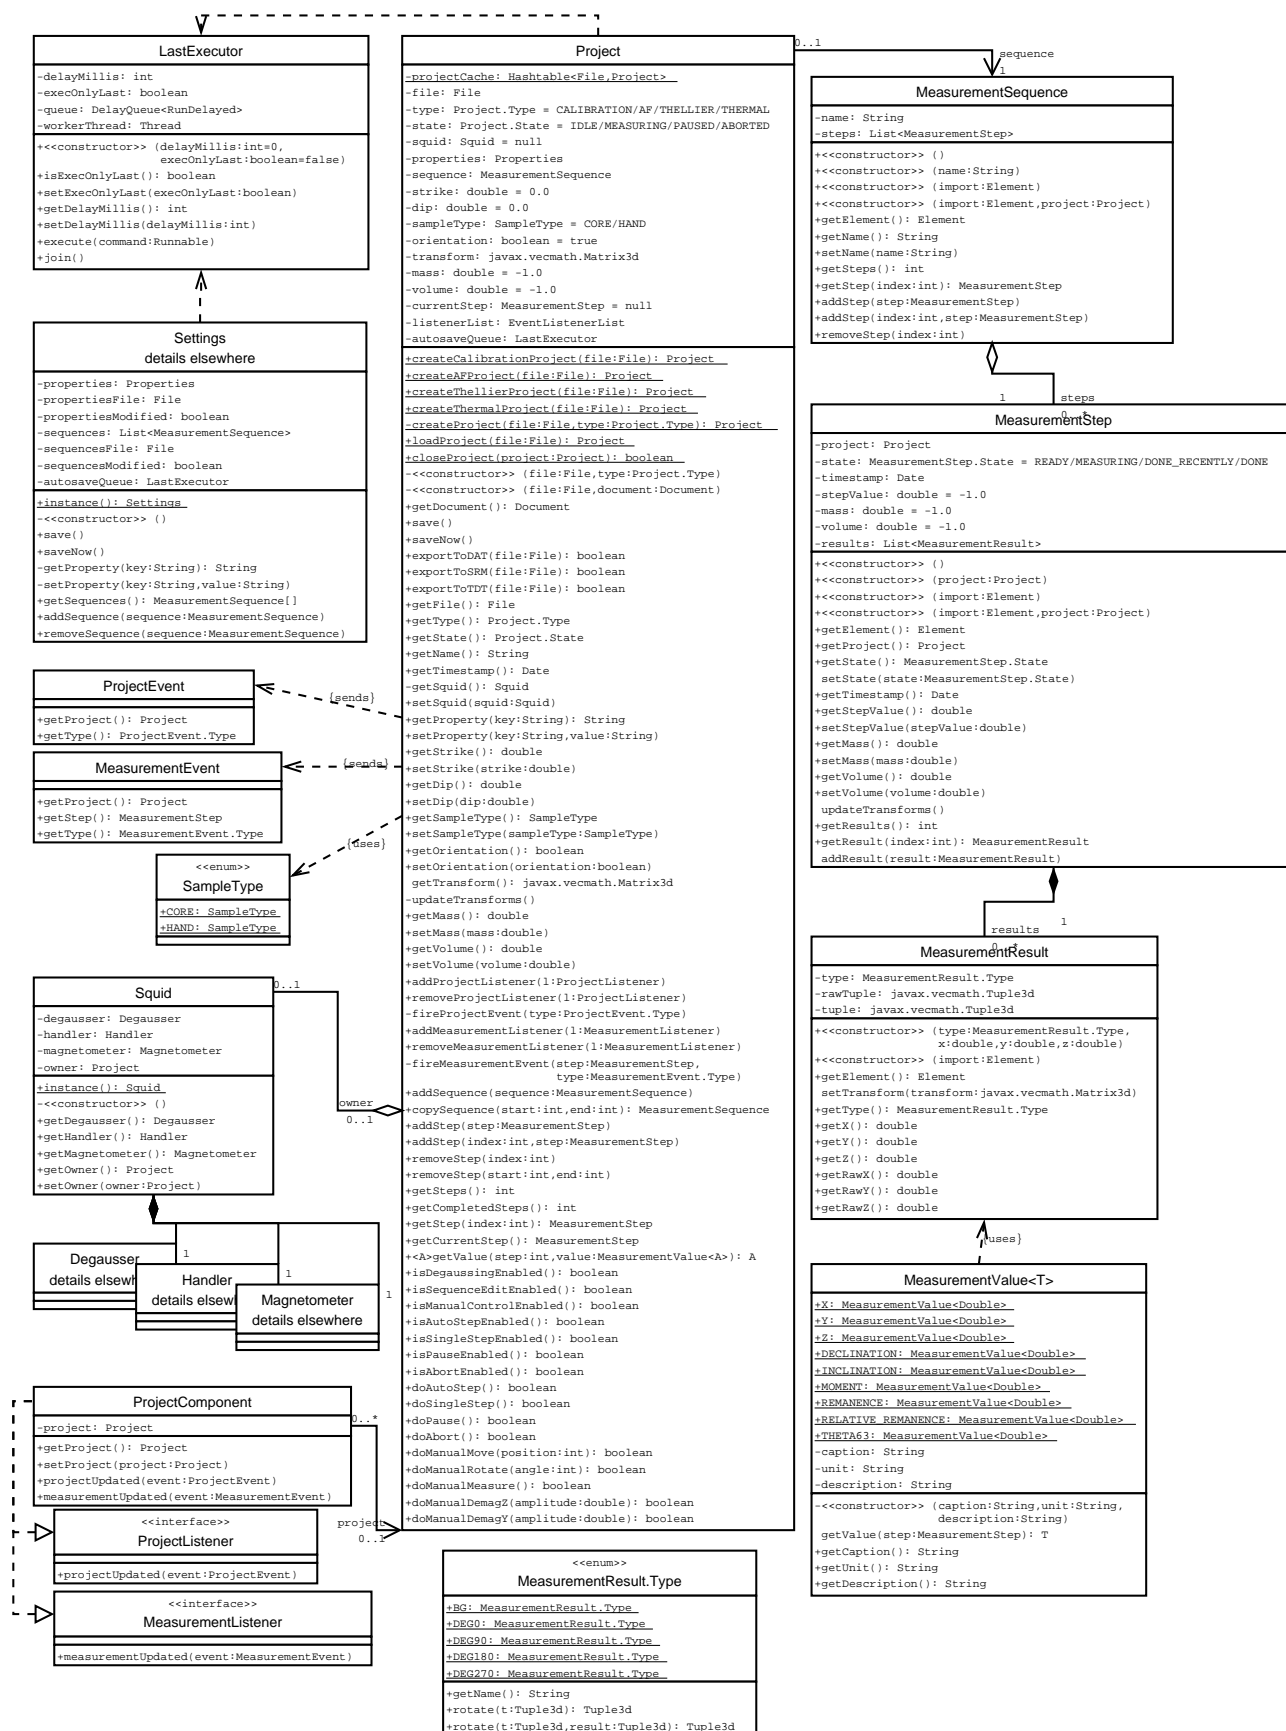 LastExecutor
-delayMillis: int
-execOnlyLast: boolean
-queue: DelayQueue<RunDelayed>
-workerThread: Thread
+<<constructor>> (delayMillis:int=0,
execOnlyLast:boolean=false)
+isExecOnlyLast(): boolean
+setExecOnlyLast(execOnlyLast:boolean)
+getDelayMillis(): int
+setDelayMillis(delayMillis:int)
+execute(command:Runnable)
+join()
Settings
details elsewhere
-properties: Properties
-propertiesFile: File
-propertiesModified: boolean
-sequences: List<MeasurementSequence>
-sequencesFile: File
-sequencesModified: boolean
-autosaveQueue: LastExecutor
+instance(): Settings
-<<constructor>> ()
+save()
+saveNow()
-getProperty(key:String): String
-setProperty(key:String,value:String)
+getSequences(): MeasurementSequence[]
+addSequence(sequence:MeasurementSequence)
+removeSequence(sequence:MeasurementSequence)
ProjectEvent
+getProject(): Project
+getType(): ProjectEvent.Type
{sends}
MeasurementEvent
+getProject(): Project
+getStep(): MeasurementStep
+getType(): MeasurementEvent.Type
{sends}
<<enum>>
SampleType
+CORE: SampleType
+HAND: SampleType
{uses}
Squid
-degausser: Degausser
-handler: Handler
-magnetometer: Magnetometer
-owner: Project
+instance(): Squid
-<<constructor>> ()
+getDegausser(): Degausser
+getHandler(): Handler
+getMagnetometer(): Magnetometer
+getOwner(): Project
+setOwner(owner:Project)
0..1
owner
0..1
Degausser
details elsewh
1
Handler
details elsewl
1
Magnetometer
details elsewhere
1
ProjectComponent
-project: Project
+getProject(): Project
+setProject(project:Project)
+projectUpdated(event:ProjectEvent)
+measurementUpdated(event:MeasurementEvent)
0..*
project
0..1
<<interface>>
ProjectListener
+projectUpdated(event:ProjectEvent)
<<interface>>
MeasurementListener
+measurementUpdated(event:MeasurementEvent)
Project
-projectCache: Hashtable<File,Project>
-file: File
-type: Project.Type = CALIBRATION/AF/THELLIER/THERMAL
-state: Project.State = IDLE/MEASURING/PAUSED/ABORTED
-squid: Squid = null
-properties: Properties
-sequence: MeasurementSequence
-strike: double = 0.0
-dip: double = 0.0
-sampleType: SampleType = CORE/HAND
-orientation: boolean = true
-transform: javax.vecmath.Matrix3d
-mass: double = -1.0
-volume: double = -1.0
-currentStep: MeasurementStep = null
-listenerList: EventListenerList
-autosaveQueue: LastExecutor
+createCalibrationProject(file:File): Project
+createAFProject(file:File): Project
+createThellierProject(file:File): Project
+createThermalProject(file:File): Project
-createProject(file:File,type:Project.Type): Project
+loadProject(file:File): Project
+closeProject(project:Project): boolean
-<<constructor>> (file:File,type:Project.Type)
-<<constructor>> (file:File,document:Document)
+getDocument(): Document
+save()
+saveNow()
+exportToDAT(file:File): boolean
+exportToSRM(file:File): boolean
+exportToTDT(file:File): boolean
+getFile(): File
+getType(): Project.Type
+getState(): Project.State
+getName(): String
+getTimestamp(): Date
-getSquid(): Squid
+setSquid(squid:Squid)
+getProperty(key:String): String
+setProperty(key:String,value:String)
+getStrike(): double
+setStrike(strike:double)
+getDip(): double
+setDip(dip:double)
+getSampleType(): SampleType
+setSampleType(sampleType:SampleType)
+getOrientation(): boolean
+setOrientation(orientation:boolean)
getTransform(): javax.vecmath.Matrix3d
-updateTransforms()
+getMass(): double
+setMass(mass:double)
+getVolume(): double
+setVolume(volume:double)
+addProjectListener(l:ProjectListener)
+removeProjectListener(l:ProjectListener)
-fireProjectEvent(type:ProjectEvent.Type)
+addMeasurementListener(l:MeasurementListener)
+removeMeasurementListener(l:MeasurementListener)
-fireMeasurementEvent(step:MeasurementStep,
type:MeasurementEvent.Type)
+addSequence(sequence:MeasurementSequence)
+copySequence(start:int,end:int): MeasurementSequence
+addStep(step:MeasurementStep)
+addStep(index:int,step:MeasurementStep)
+removeStep(index:int)
+removeStep(start:int,end:int)
+getSteps(): int
+getCompletedSteps(): int
+getStep(index:int): MeasurementStep
+getCurrentStep(): MeasurementStep
+<A>getValue(step:int,value:MeasurementValue<A>): A
+isDegaussingEnabled(): boolean
+isSequenceEditEnabled(): boolean
+isManualControlEnabled(): boolean
+isAutoStepEnabled(): boolean
+isSingleStepEnabled(): boolean
+isPauseEnabled(): boolean
+isAbortEnabled(): boolean
+doAutoStep(): boolean
+doSingleStep(): boolean
+doPause(): boolean
+doAbort(): boolean
+doManualMove(position:int): boolean
+doManualRotate(angle:int): boolean
+doManualMeasure(): boolean
+doManualDemagZ(amplitude:double): boolean
+doManualDemagY(amplitude:double): boolean
<<enum>>
MeasurementResult.Type
+BG: MeasurementResult.Type
+DEG0: MeasurementResult.Type
+DEG90: MeasurementResult.Type
+DEG180: MeasurementResult.Type
+DEG270: MeasurementResult.Type
+getName(): String
+rotate(t:Tuple3d): Tuple3d
+rotate(t:Tuple3d,result:Tuple3d): Tuple3d
0..1
sequence
1
MeasurementSequence
-name: String
-steps: List<MeasurementStep>
+<<constructor>> ()
+<<constructor>> (name:String)
+<<constructor>> (import:Element)
+<<constructor>> (import:Element,project:Project)
+getElement(): Element
+getName(): String
+setName(name:String)
+getSteps(): int
+getStep(index:int): MeasurementStep
+addStep(step:MeasurementStep)
+addStep(index:int,step:MeasurementStep)
+removeStep(index:int)
1
steps
0..*
MeasurementStep
-project: Project
-state: MeasurementStep.State = READY/MEASURING/DONE_RECENTLY/DONE
-timestamp: Date
-stepValue: double = -1.0
-mass: double = -1.0
-volume: double = -1.0
-results: List<MeasurementResult>
+<<constructor>> ()
+<<constructor>> (project:Project)
+<<constructor>> (import:Element)
+<<constructor>> (import:Element,project:Project)
+getElement(): Element
+getProject(): Project
+getState(): MeasurementStep.State
setState(state:MeasurementStep.State)
+getTimestamp(): Date
+getStepValue(): double
+setStepValue(stepValue:double)
+getMass(): double
+setMass(mass:double)
+getVolume(): double
+setVolume(volume:double)
updateTransforms()
+getResults(): int
+getResult(index:int): MeasurementResult
addResult(result:MeasurementResult)
1
results
0..*
MeasurementResult
-type: MeasurementResult.Type
-rawTuple: javax.vecmath.Tuple3d
-tuple: javax.vecmath.Tuple3d
+<<constructor>> (type:MeasurementResult.Type,
x:double,y:double,z:double)
+<<constructor>> (import:Element)
+getElement(): Element
setTransform(transform:javax.vecmath.Matrix3d)
+getType(): MeasurementResult.Type
+getX(): double
+getY(): double
+getZ(): double
+getRawX(): double
+getRawY(): double
+getRawZ(): double
{uses}
MeasurementValue<T>
+X: MeasurementValue<Double>
+Y: MeasurementValue<Double>
+Z: MeasurementValue<Double>
+DECLINATION: MeasurementValue<Double>
+INCLINATION: MeasurementValue<Double>
+MOMENT: MeasurementValue<Double>
+REMANENCE: MeasurementValue<Double>
+RELATIVE_REMANENCE: MeasurementValue<Double>
+THETA63: MeasurementValue<Double>
-caption: String
-unit: String
-description: String
-<<constructor>> (caption:String,unit:String,
description:String)
getValue(step:MeasurementStep): T
+getCaption(): String
+getUnit(): String
+getDescription(): String